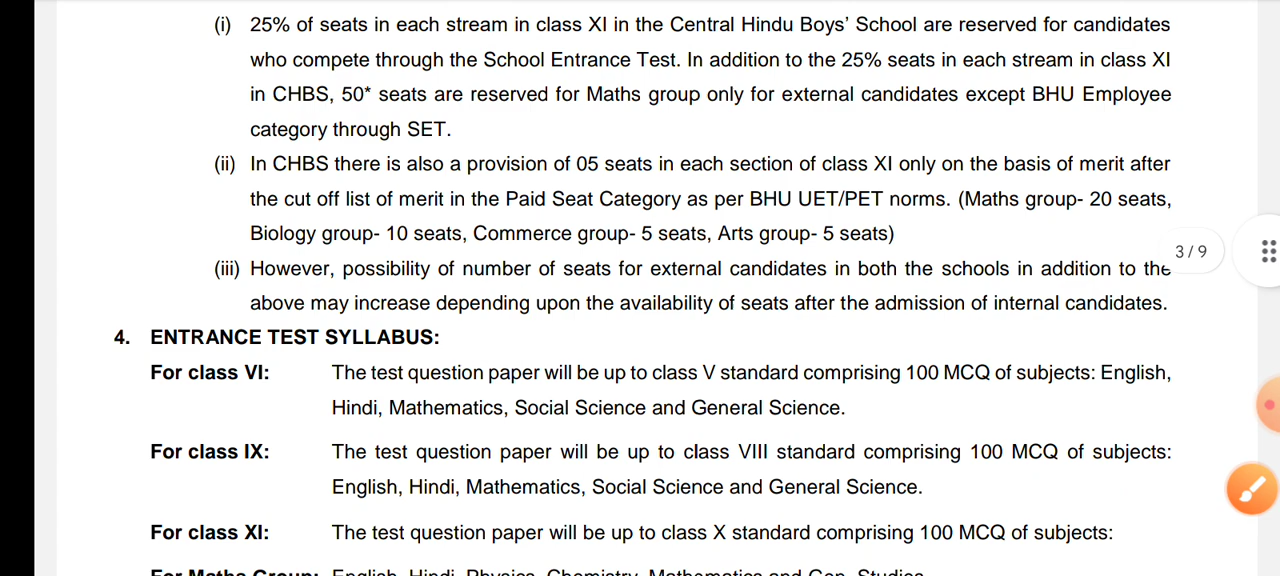 (i) 25% of seats in each stream in class XI in the Central Hindu Boys’ School are reserved for candidates
who compete through the School Entrance Test. In addition to the 25% seats in each stream in class XI
in CHBS, 50* seats are reserved for Maths group only for external candidates except BHU Employee
category through SET.
(ii) In CHBS there is also a provision of 05 seats in each section of class XI only on the basis of merit after
the cut off list of merit in the Paid Seat Category as per BHU UET/PET norms. (Maths group- 20 seats,
Biology group- 10 seats, Commerce group- 5 seats, Arts group- 5 seats)
3/9
(iii) However, possibility of number of seats for external candidates in both the schools in addition to the
above may increase depending upon the availability of seats after the admission of internal candidates.
4. ENTRANCE TEST SYLLABUS:
For class VI: The test question paper will be up to class V standard comprising 100 MCQ of subjects: English,
Hindi, Mathematics, Social Science and General Science.
For class IX: The test question paper will be up to class VIII standard comprising 100 MCQ of subjects:
English, Hindi, Mathematics, Social Science and General Science.
For class XI: The test question paper will be up to class X standard comprising 100 MCQ of subjects:
For Maths Group: English, Hindi, Physics, Chemistry, Mathematics and Gen. Studies